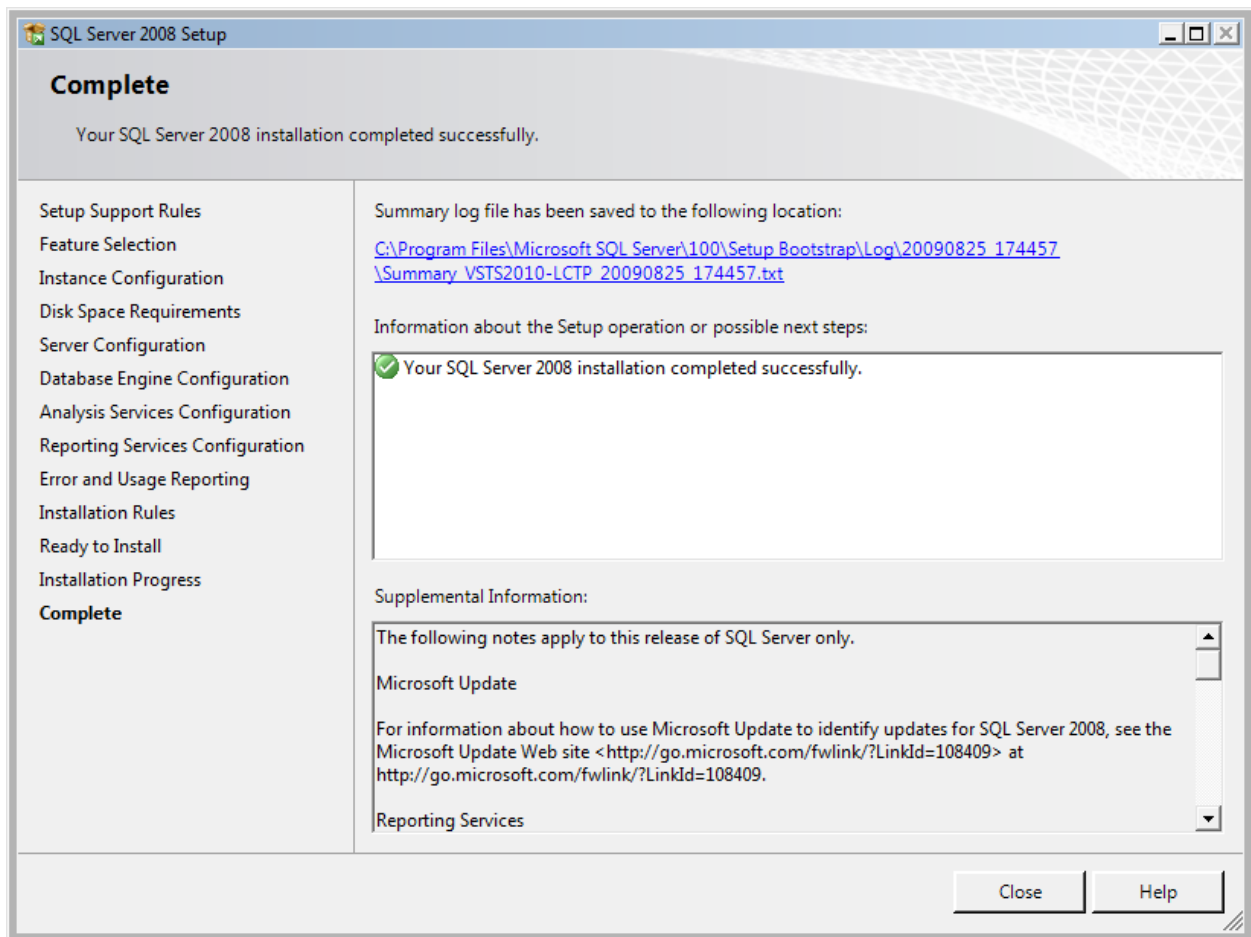 SQL Server 2008 Setup
Complete
Your SQL Server 2008 installation completed successfully.
Setup Support Rules
Feature Selection
Instance Configuration
Disk Space Requirements
Server Configuration
Database Engine Configuration
Analysis Services Configuration
Reporting Services Configuration
Error and Usage Reporting
Installation Rules
Ready to Install
Installation Progress
Complete
Summary log file has been saved to the following location:
C:\Program Files\Microsoft SQL Server\100\Setup Bootstrap\Log\20090825_174457
\Summary_VSTS2010-LCTP_20090825_174457.txt
Information about the Setup operation or possible next steps:
Your SQL Server 2008 installation completed successfully.
Supplemental Information:
The following notes apply to this release of SQL Server only.
Microsoft Update
For information about how to use Microsoft Update to identify updates for SQL Server 2008, see the
Microsoft Update Web site <http://go.microsoft.com/fwlink/?LinkId=108409> at
http://go.microsoft.com/fwlink/?LinkId=108409.
Reporting Services
Close
Help